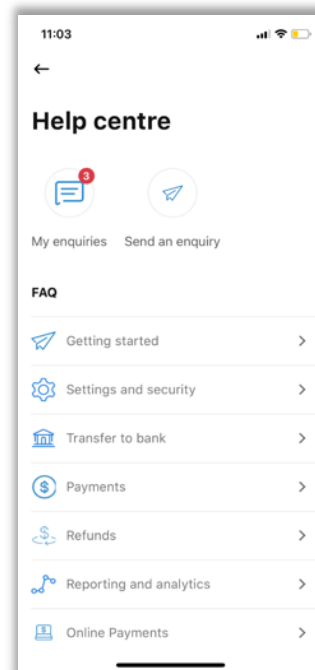 11:03
Help centre
3
My enquiries Send an enquiry
FAQ
Getting started
Settings and security
Transfer to bank
Payments
Refunds
Reporting and analytics
Online Payments